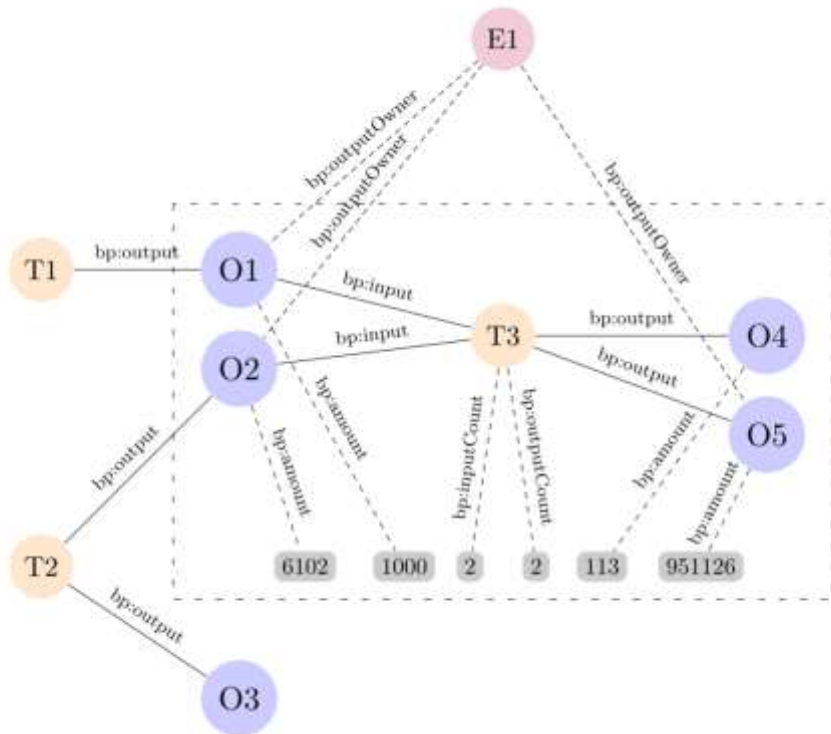 E1
bp:outputOwner
bp:outputOwner
bp:outputOwner
T1
bp:output
O1
bp:input
bp:input
T3
bp:output
O4
bp:output
O2
O5
bp:amount
bp:amount
bp:inputCount
bp:outputCount
bp:amount
bp:amount
bp:output
T2
6102
1000
2
2
113
951126
bp:output
O3